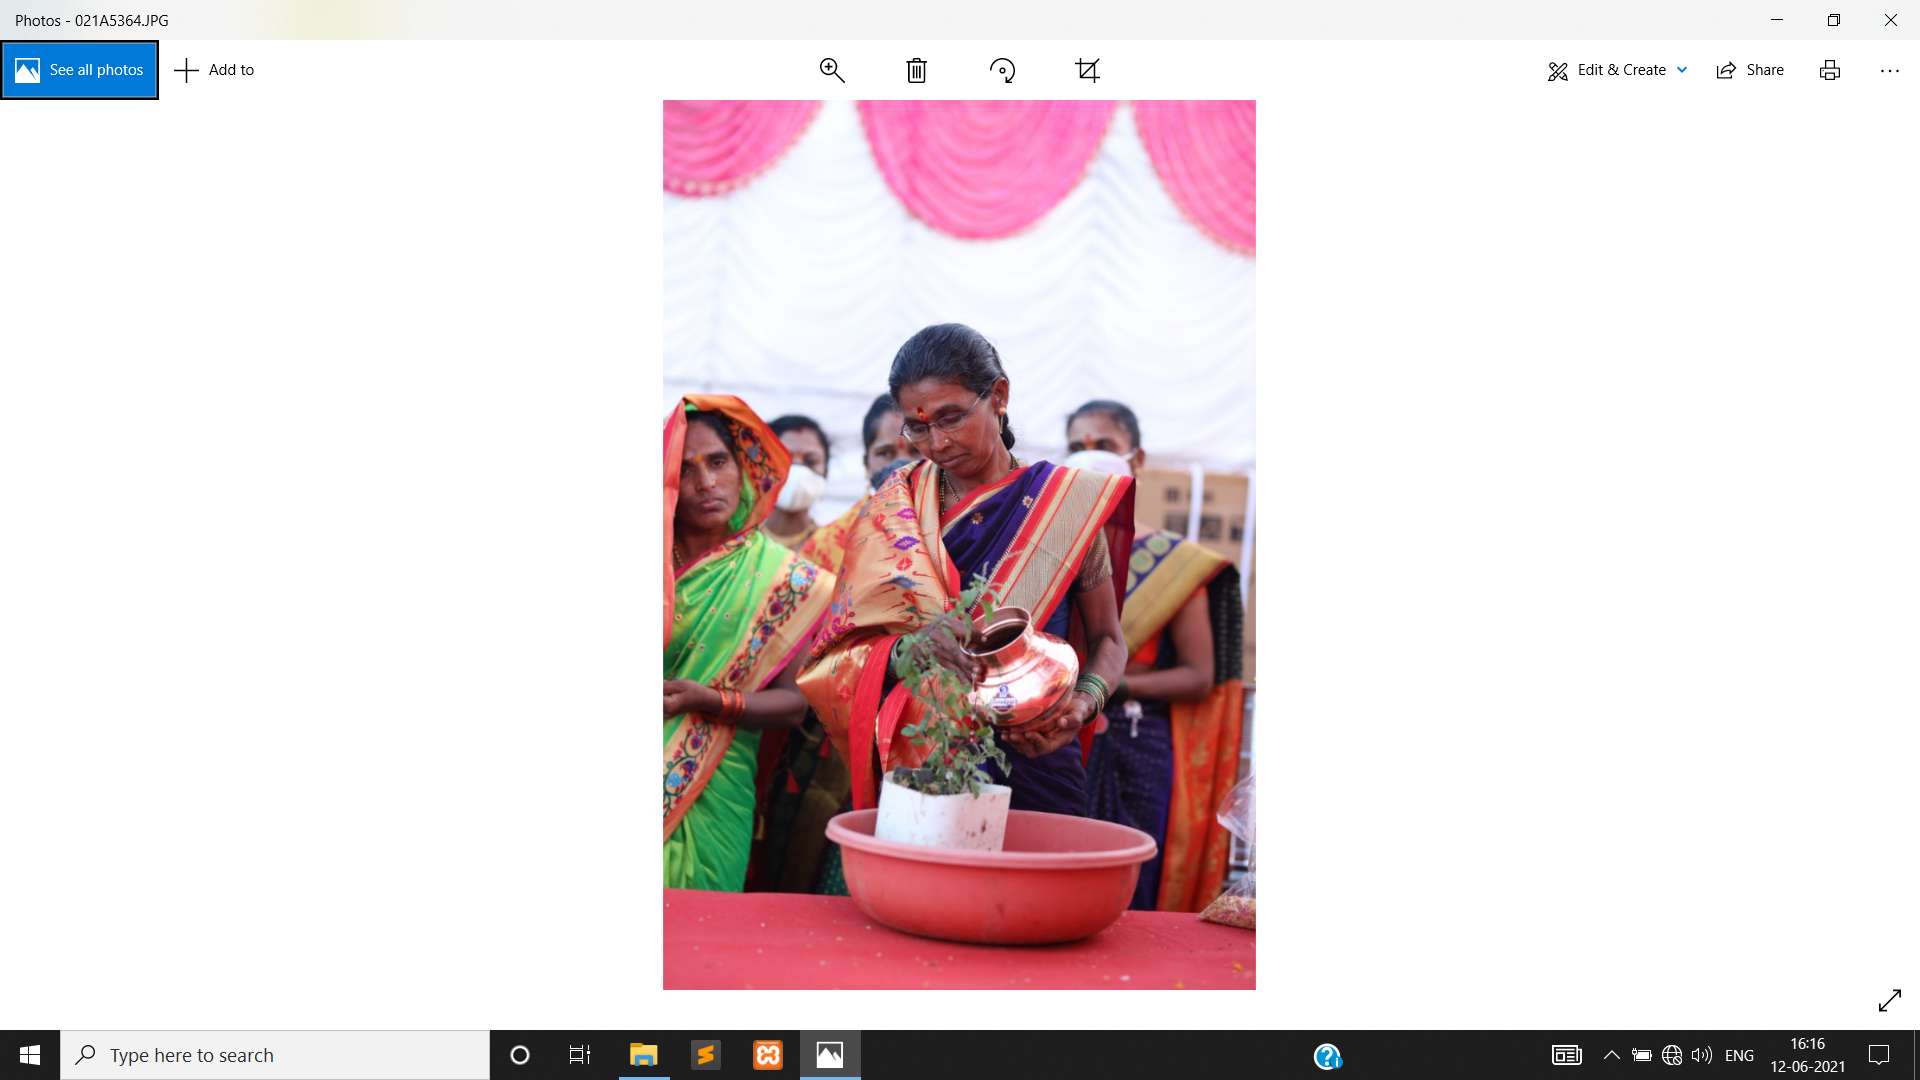 Photos - 021A5364.JPG
See all photos
Add to
Edit & Create
Share
Type here to search
ENG
16:16
12-06-2021